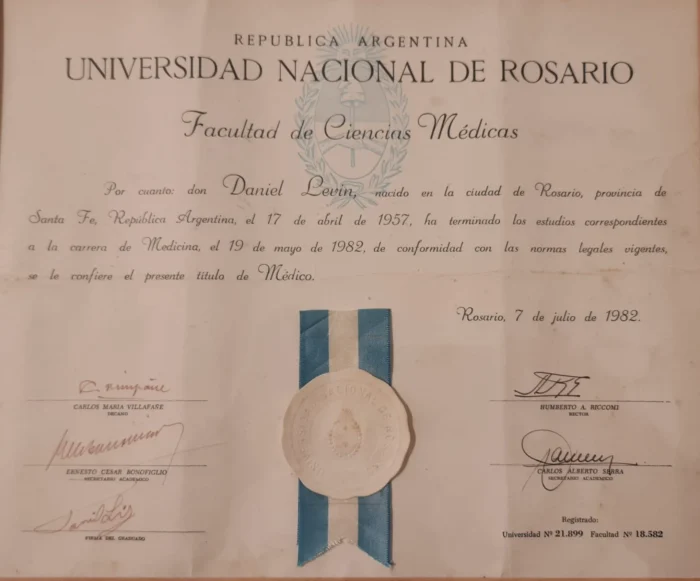 REPUBLICA ARGENTINA
UNIVERSIDAD NACIONAL DE ROSARIO
Facultad de Ciencias Médicas
Por cuanto: don Daniel Levin, nacido en la ciudad de Rosario, provincia de
Santa Fe, República Argentina, el 17 de abril de 1957, ha terminado los estudios correspondientes
a la carrera de Medicina, el 19 de mayo de 1982, de conformidad con las normas legales vigentes,
se le confiere el presente título de Médico.
Rosario, 7 de julio de 1982.
CARLOS MARIA VILLAFAÑE
DECANO
HUMBERTO A. RICCOMI
RECTOR
ERNESTO CESAR BONOFIGLIO
SECRETARIO ACADEMICO
CARLOS ALBERTO SERRA
SECRETARIO ACADEMICO
FIRMA DEL GRADUADO
Registrado:
Universidad Nº 21.899 Facultad Nº 18.582